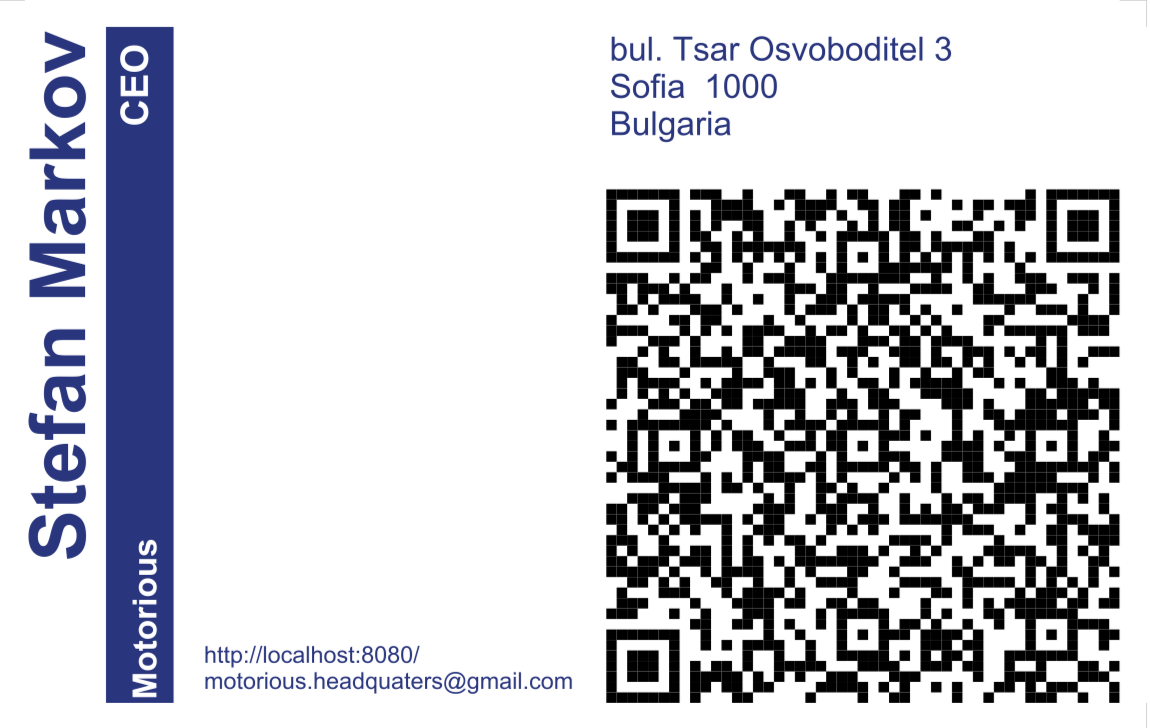 Stefan Markov
CEO
Motorious
bul. Tsar Osvoboditel 3
Sofia  1000
Bulgaria
http://localhost:8080/
motorious.headquaters@gmail.com